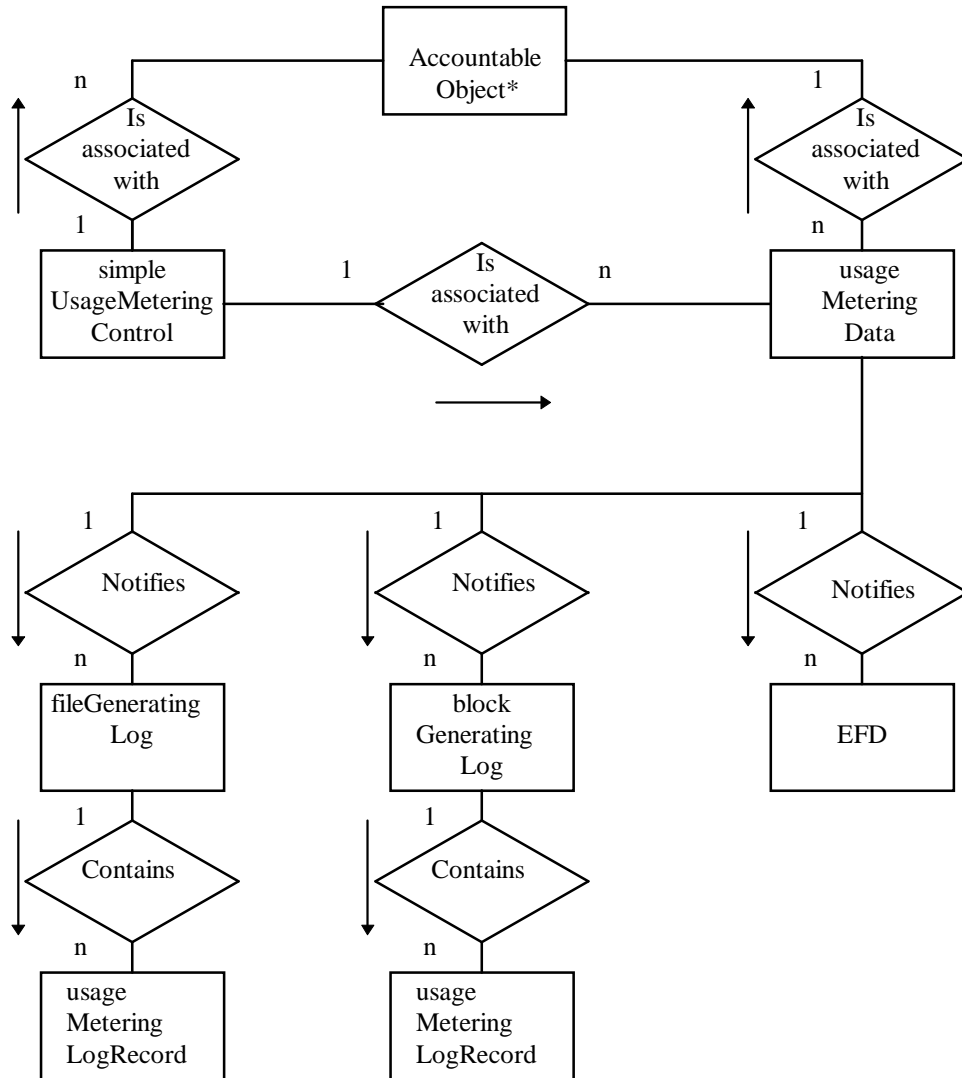 Accountable
Object*
n
1
Is
associated
with
Is
associated
with
1
n
simple
UsageMetering
Control
1
Is
associated
with
n
usage
Metering
Data
1
1
1
Notifies
Notifies
Notifies
n
n
n
fileGenerating
Log
block
Generating
Log
EFD
1
1
Contains
Contains
n
n
usage
Metering
LogRecord
usage
Metering
LogRecord